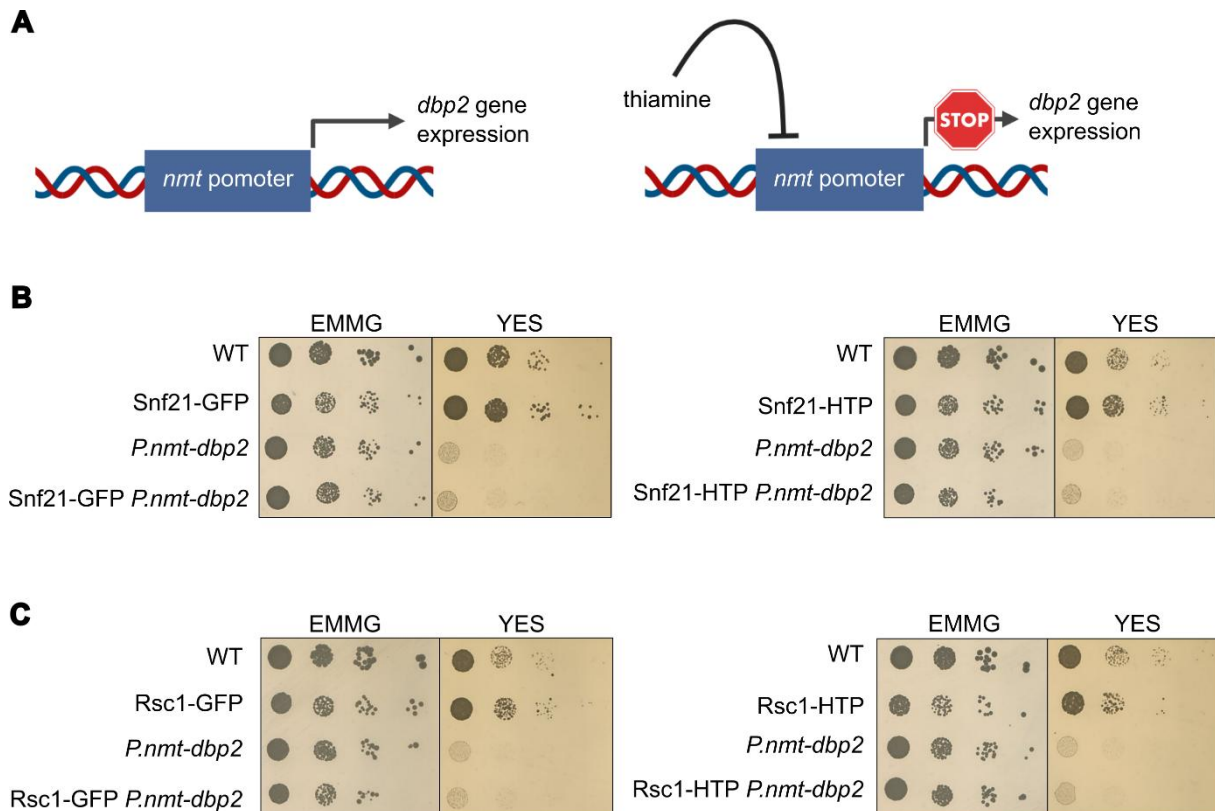 A
dbp2 gene
expression
nmt pomoter
thiamine
STOP
dbp2 gene
expression
nmt pomoter
B
EMMG YES
WT
Snf21-GFP
P.nmt-dbp2
Snf21-GFP P.nmt-dbp2
EMMG YES
WT
Snf21-HTP
P.nmt-dbp2
Snf21-HTP P.nmt-dbp2
C
EMMG YES
WT
Rsc1-GFP
P.nmt-dbp2
Rsc1-GFP P.nmt-dbp2
EMMG YES
WT
Rsc1-HTP
P.nmt-dbp2
Rsc1-HTP P.nmt-dbp2